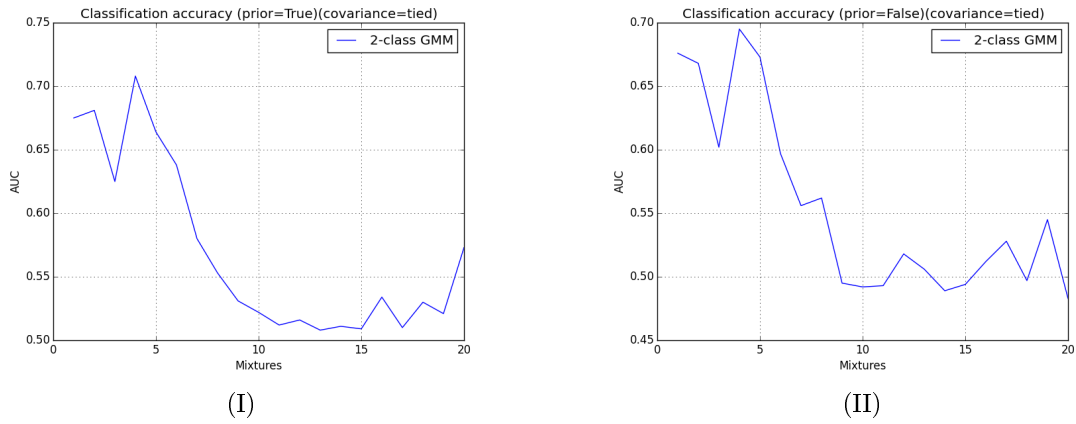 Classification accuracy (prior=True)(covariance=tied)
0.75
0.70
0.65
0.60
0.55
0.50
AUC
2-class GMM
0 5 10 15 20
Mixtures
(I)
Classification accuracy (prior=False)(covariance=tied)
0.70
0.65
0.60
0.55
0.50
0.45
AUC
2-class GMM
0 5 10 15 20
Mixtures
(II)